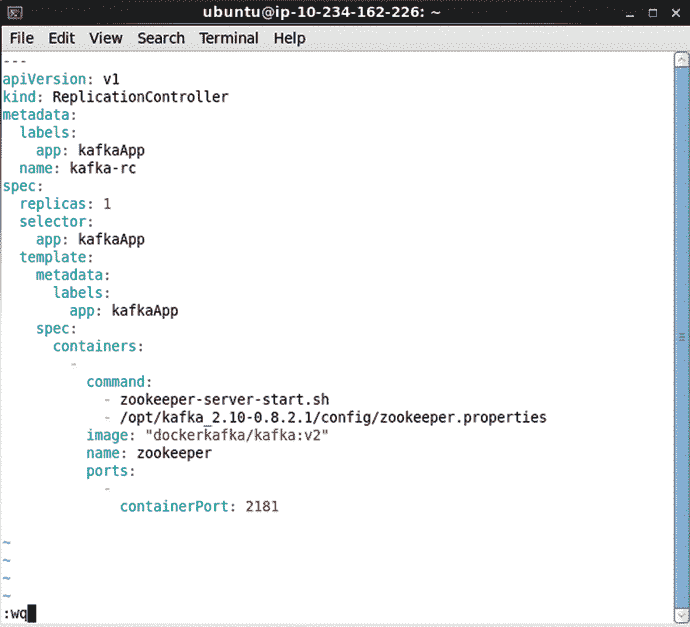 ubuntu@ip-10-234-162-226: ~
File Edit View Search Terminal Help
---
apiVersion: v1
kind: ReplicationController
metadata:
  labels:
    app: kafkaApp
  name: kafka-rc
spec:
  replicas: 1
  selector:
    app: kafkaApp
  template:
    metadata:
      labels:
        app: kafkaApp
    spec:
      containers:
        -
          command:
            - zookeeper-server-start.sh
            - /opt/kafka_2.10-0.8.2.1/config/zookeeper.properties
          image: "dockerkafka/kafka:v2"
          name: zookeeper
          ports:
            -
              containerPort: 2181
~
~
~
~
:wq